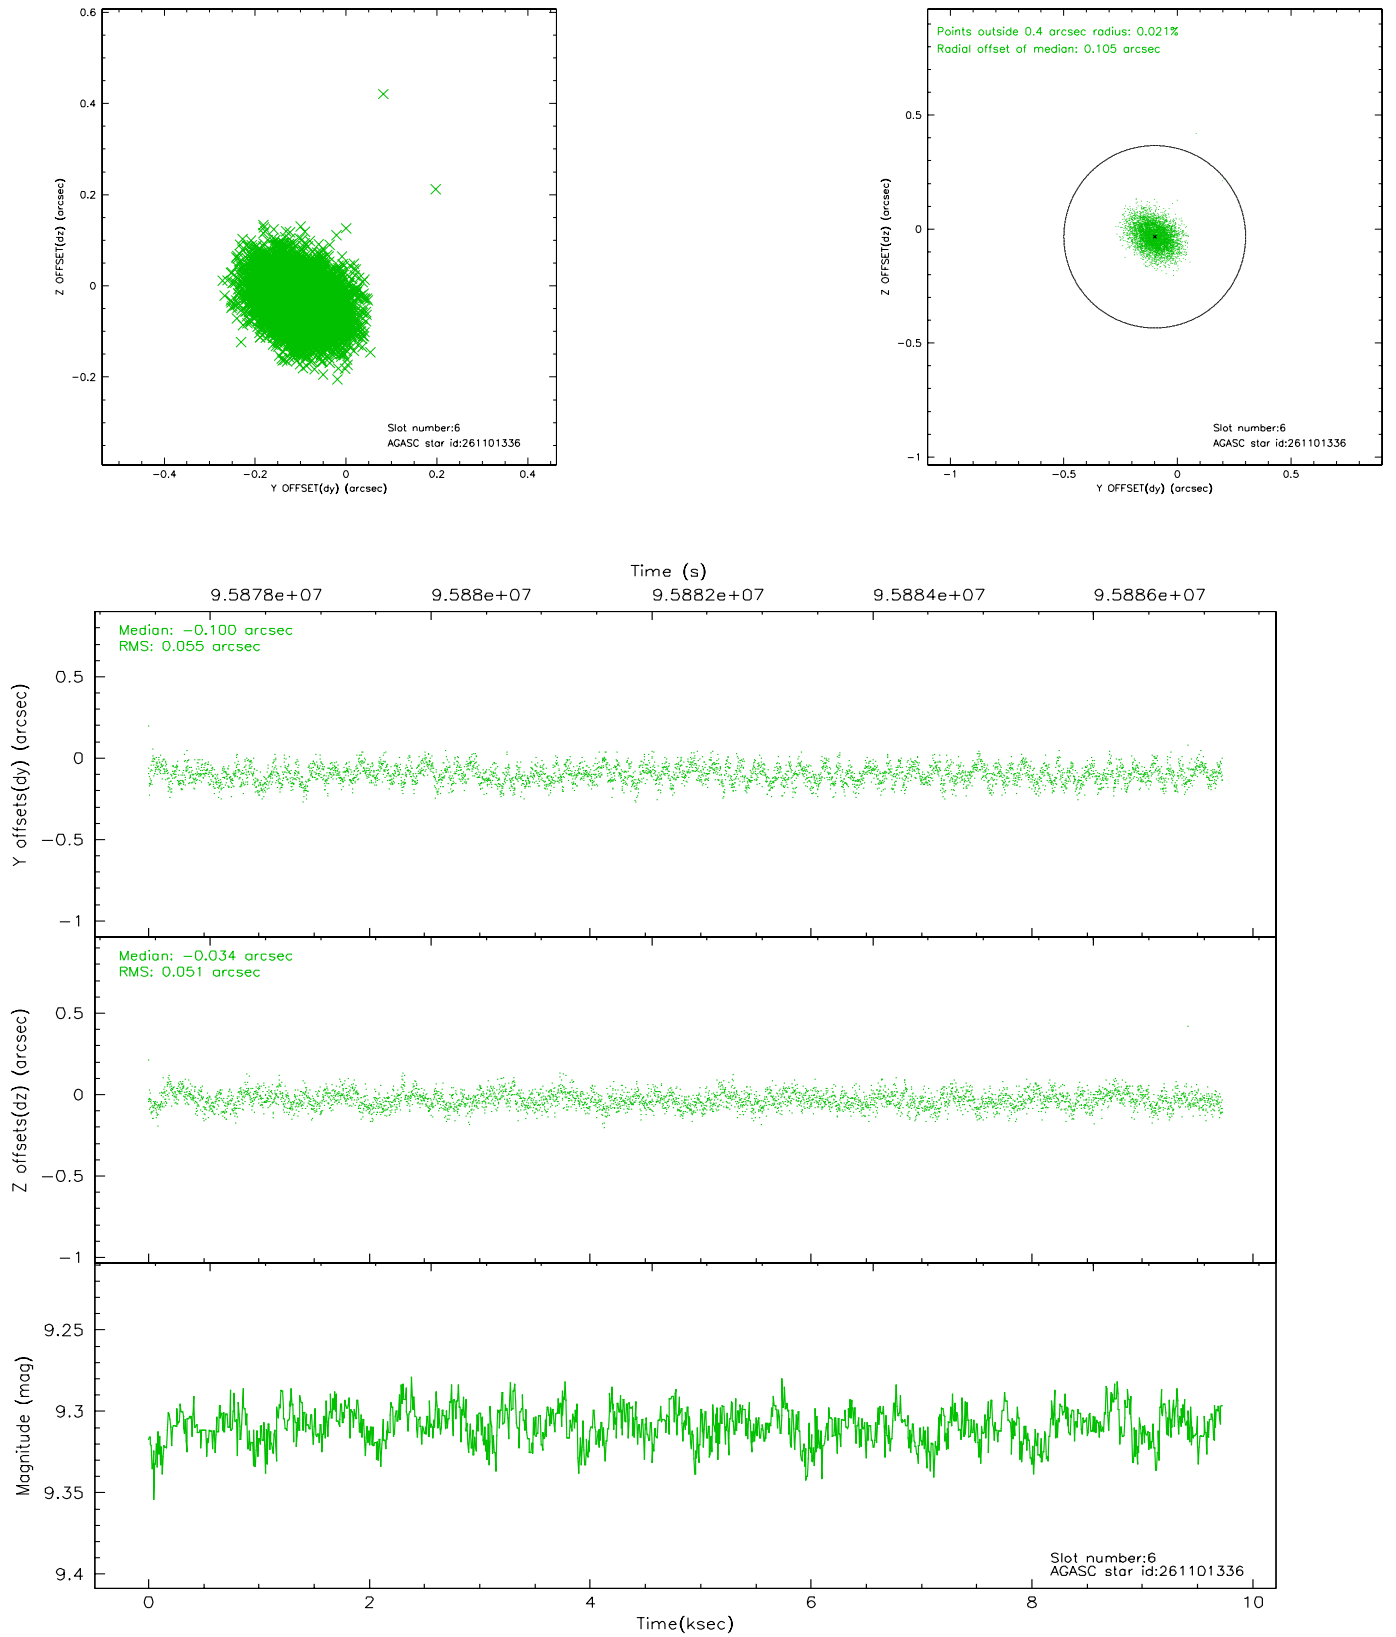 0.6
0.4
0.2
0
−0.2
Z OFFSET(dz) (arcsec)
Slot number:6
AGASC star id:261101336
−0.4
−0.2
0
0.2
0.4
Y OFFSET(dy) (arcsec)
Points outside 0.4 arcsec radius: 0.021%
Radial offset of median: 0.105 arcsec
0.5
0
−0.5
−1
Z OFFSET(dz) (arcsec)
Slot number:6
AGASC star id:261101336
−1
−0.5
0
0.5
Y OFFSET(dy) (arcsec)
Time (s)
9.5878e+07
9.588e+07
9.5882e+07
9.5884e+07
9.5886e+07
Median: −0.100 arcsec
RMS: 0.055 arcsec
0.5
0
−0.5
−1
Y offsets(dy) (arcsec)
Median: −0.034 arcsec
RMS: 0.051 arcsec
0.5
0
−0.5
−1
Z offsets(dz) (arcsec)
9.25
9.3
9.35
9.4
Magnitude (mag)
Slot number:6
AGASC star id:261101336
0
2
4
6
8
10
Time(ksec)